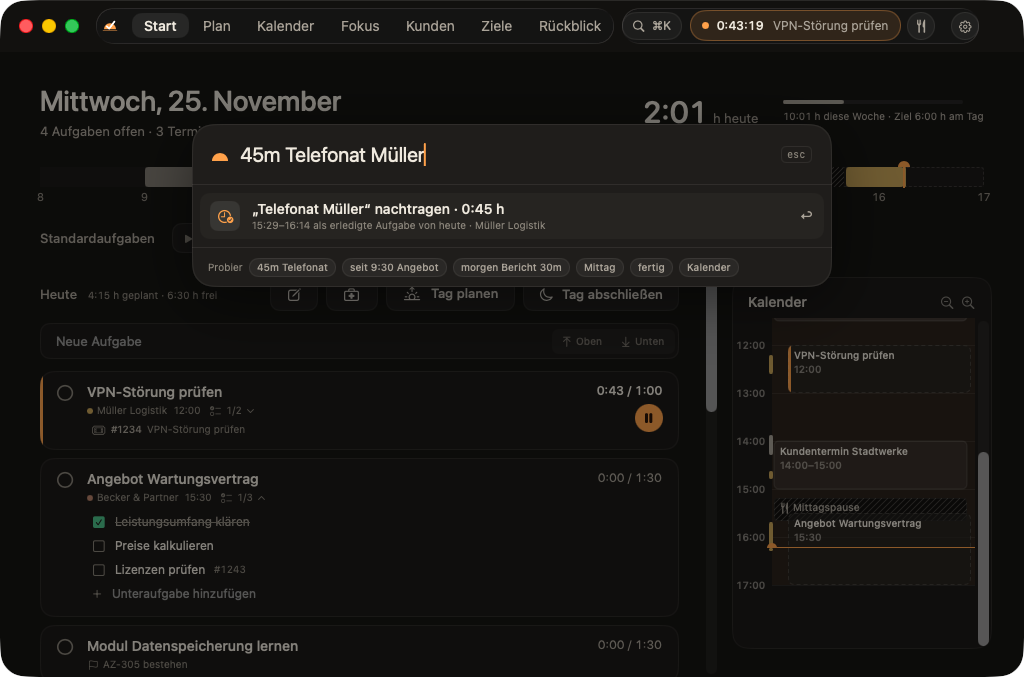 Start Plan Kalender Fokus Kunden Ziele Rückblick ⌘K 0:43:19 VPN-Störung prüfen
Mittwoch, 25. November
4 Aufgaben offen · 3 Termi
2:01 h heute
10:01 h diese Woche · Ziel 6:00 h am Tag
45m Telefonat Müller
esc
„Telefonat Müller“ nachtragen · 0:45 h
15:29–16:14 als erledigte Aufgabe von heute · Müller Logistik
Probier 45m Telefonat seit 9:30 Angebot morgen Bericht 30m Mittag fertig Kalender
8 9 16 17
Standardaufgaben
Heute 4:15 h geplant · 6:30 h frei
Tag planen
Tag abschließen
Neue Aufgabe
Oben
Unten
VPN-Störung prüfen
0:43 / 1:00
Müller Logistik 12:00 1/2
#1234 VPN-Störung prüfen
Angebot Wartungsvertrag
0:00 / 1:30
Becker & Partner 15:30 1/3
Leistungsumfang klären
Preise kalkulieren
Lizenzen prüfen #1243
+ Unteraufgabe hinzufügen
Modul Datenspeicherung lernen
0:00 / 1:30
AZ-305 bestehen
Kalender
12:00
VPN-Störung prüfen
12:00
13:00
14:00
Kundentermin Stadtwerke
14:00–15:00
15:00
Mittagspause
Angebot Wartungsvertrag
15:30
16:00
17:00